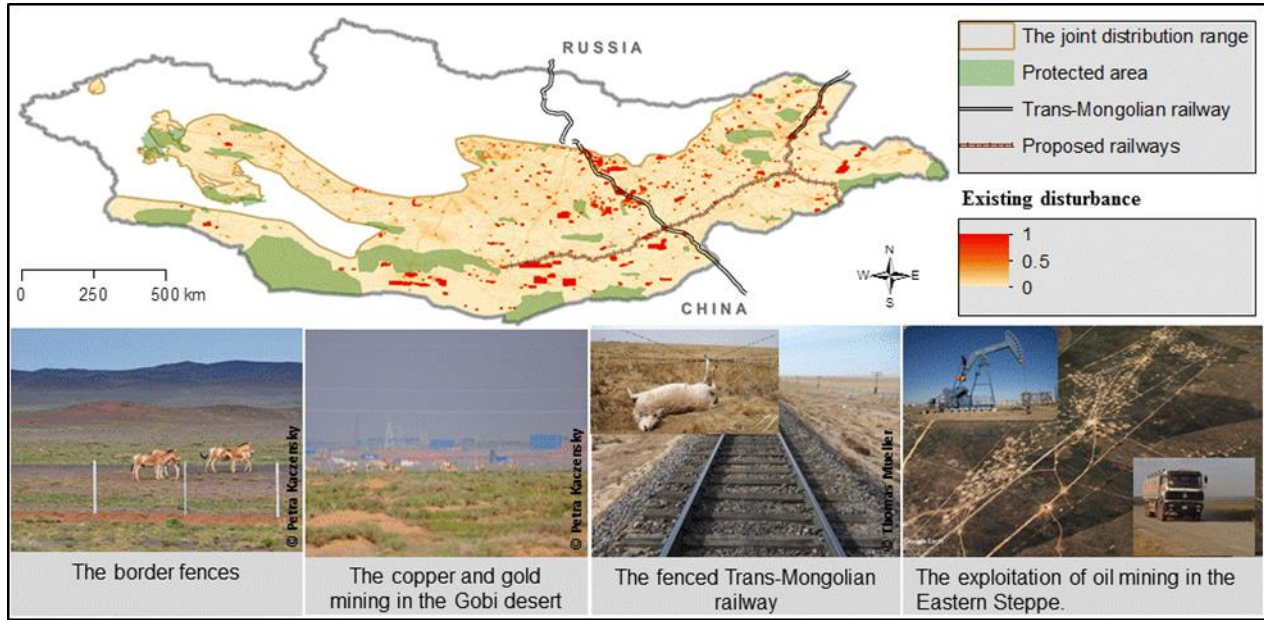 RUSSIA
CHINA
0 250 500 km
N
W E
S
The joint distribution range
Protected area
Trans-Mongolian railway
Proposed railways
Existing disturbance
1
0.5
0
© Petra Kaczensky
© Petra Kaczensky
© Thomas Mueller
Google Earth
The border fences
The copper and gold
mining in the Gobi desert
The fenced Trans-Mongolian
railway
The exploitation of oil mining in the
Eastern Steppe.